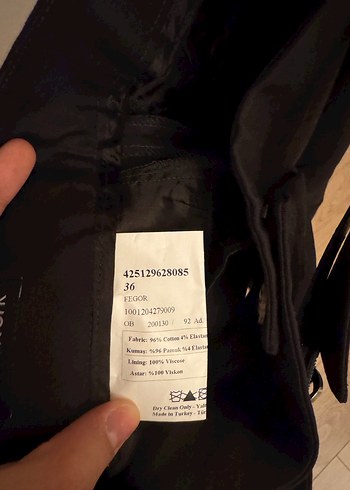 425129628085
36
FEGOR
1001204279009
OB 200130 / 92 Ad.
Fabric: 96% Cotton 4% Elastan
Kumaş: %96 Pamuk %4 Elastan
Lining: 100% Viscose
Astar: %100 Viskon
Dry Clean Only -
Made in Turkey -